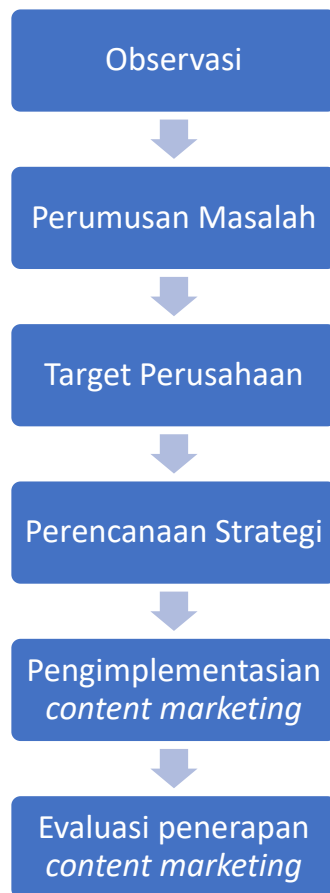 Observasi
Perumusan Masalah
Target Perusahaan
Perencanaan Strategi
Pengimplementasian
content marketing
Evaluasi penerapan
content marketing